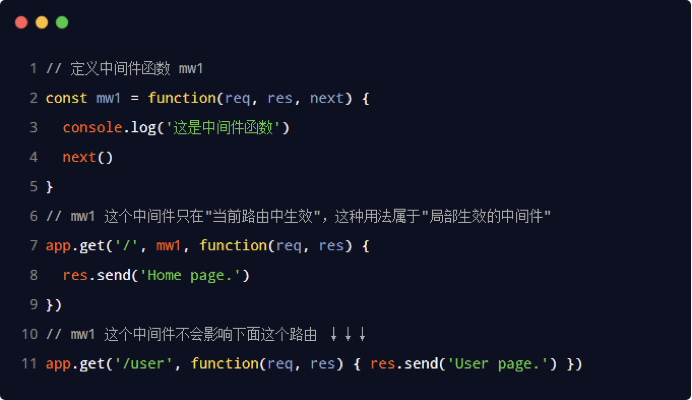 1 // 定义中间件函数 mw1
2 const mw1 = function(req, res, next) {
3   console.log('这是中间件函数')
4   next()
5 }
6 // mw1 这个中间件只在"当前路由中生效"，这种用法属于"局部生效的中间件"
7 app.get('/', mw1, function(req, res) {
8   res.send('Home page.')
9 })
10 // mw1 这个中间件不会影响下面这个路由 ↓↓↓
11 app.get('/user', function(req, res) { res.send('User page.') })